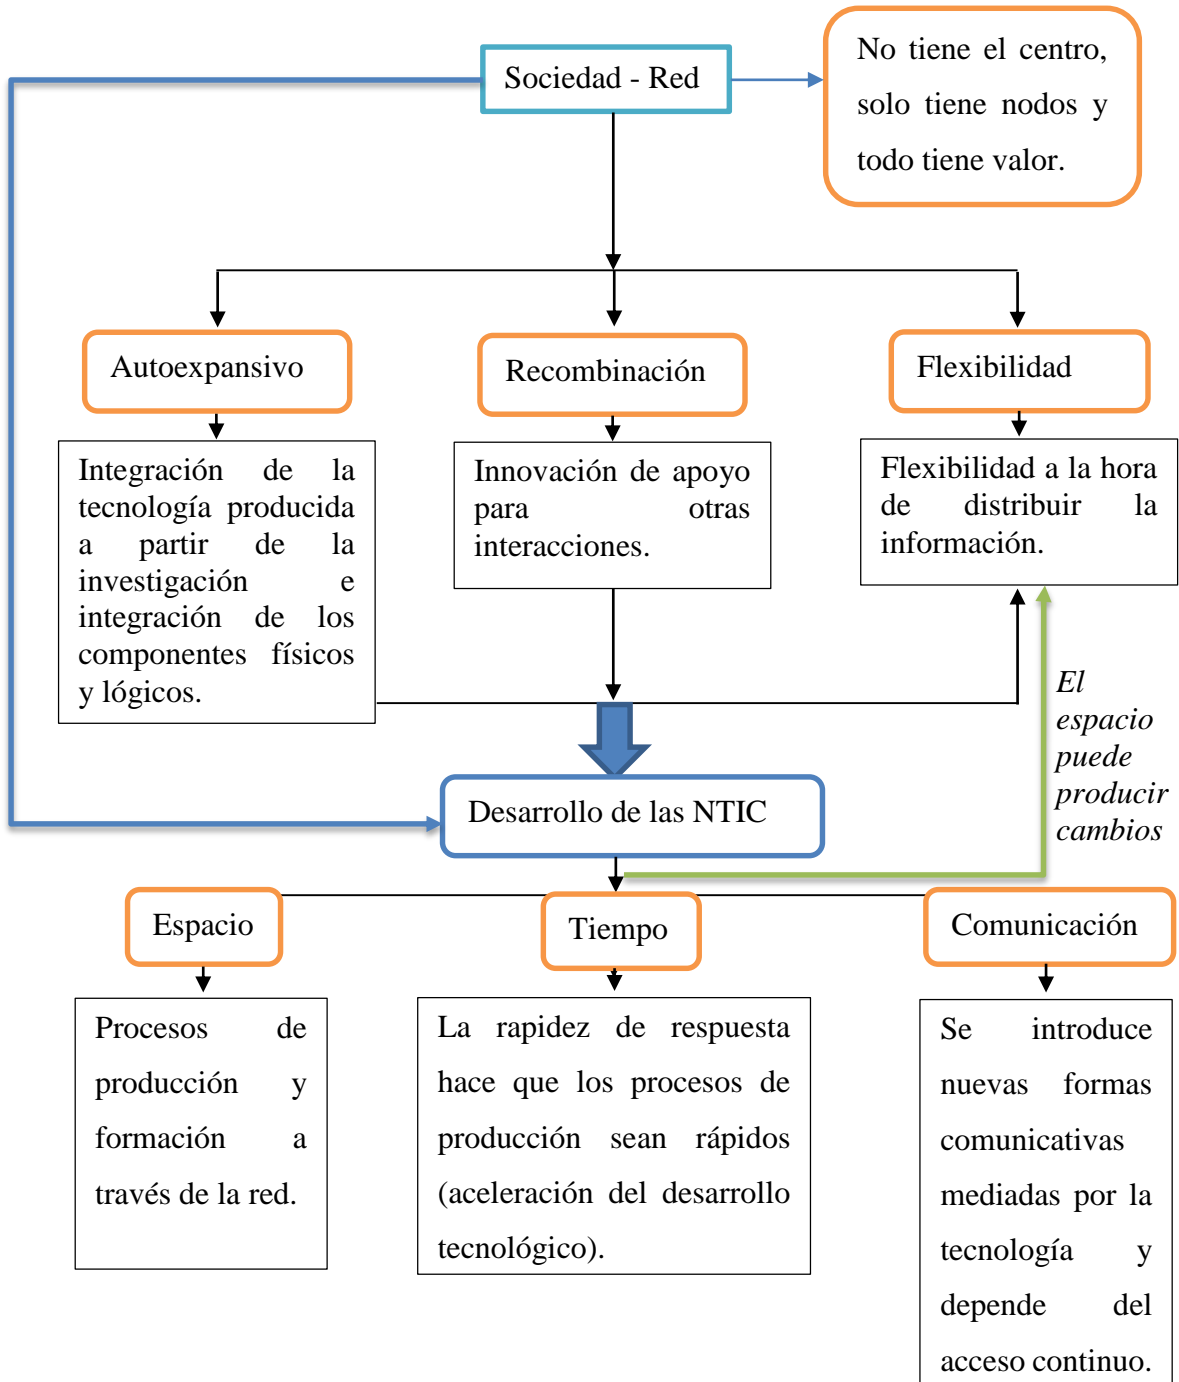 Sociedad - Red
No tiene el centro,
solo tiene nodos y
todo tiene valor.
Autoexpansivo
Recombinación
Flexibilidad
Integración de la
tecnología producida
a partir de la
investigación e
integración de los
componentes físicos
y lógicos.
Innovación de apoyo
para otras
interacciones.
Flexibilidad a la hora
de distribuir la
información.
El
espacio
puede
producir
cambios
Desarrollo de las NTIC
Espacio
Tiempo
Comunicación
Procesos de
producción y
formación a
través de la red.
La rapidez de respuesta
hace que los procesos de
producción sean rápidos
(aceleración del desarrollo
tecnológico).
Se introduce
nuevas formas
comunicativas
mediadas por la
tecnología y
depende del
acceso continuo.